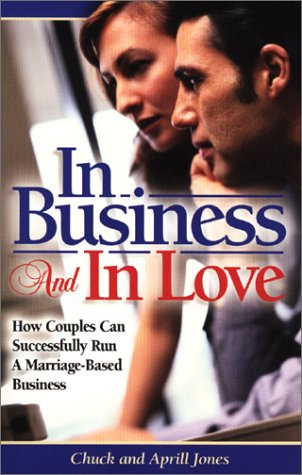 In
Business
And In Love
How Couples Can
Successfully Run
A Marriage-Based
Business
Chuck and Aprill Jones